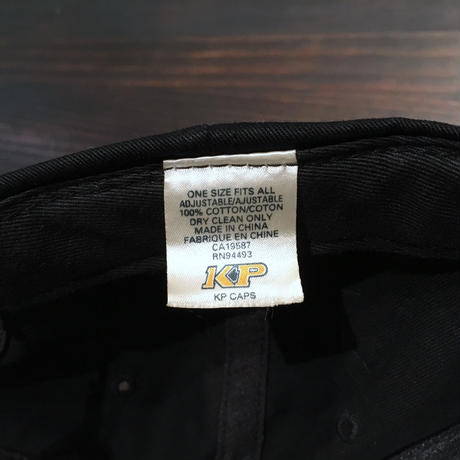 ONE SIZE FITS ALL
ADJUSTABLE/AJUSTABLE
100% COTTON/COTON
DRY CLEAN ONLY
MADE IN CHINA
FABRIQUE EN CHINE
CA19587
RN94493
KP
KP CAPS